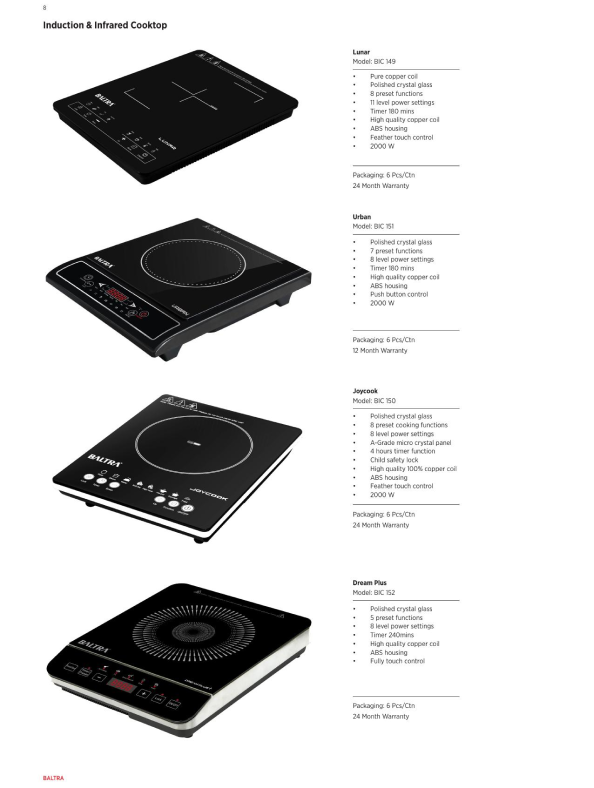 8
Induction & Infrared Cooktop
Lunar
Model: BIC 149
• Pure copper coil
• Polished crystal glass
• 8 preset functions
• 11 level power settings
• Timer 180 mins
• High quality copper coil
• ABS housing
• Feather touch control
• 2000 W
Packaging: 6 Pcs/Ctn
24 Month Warranty
BALTRA
LUNAR
Urban
Model: BIC 151
• Polished crystal glass
• 7 preset functions
• 8 level power settings
• Timer 180 mins
• High quality copper coil
• ABS housing
• Push button control
• 2000 W
Packaging: 6 Pcs/Ctn
12 Month Warranty
BALTRA
URBAN
Joycook
Model: BIC 150
• Polished crystal glass
• 8 preset cooking functions
• 8 level power settings
• A-Grade micro crystal panel
• 4 hours timer function
• Child safety lock
• High quality 100% copper coil
• ABS housing
• Feather touch control
• 2000 W
Packaging: 6 Pcs/Ctn
24 Month Warranty
BALTRA
JOYCOOK
Dream Plus
Model: BIC 152
• Polished crystal glass
• 5 preset functions
• 8 level power settings
• Timer 240mins
• High quality copper coil
• ABS housing
• Fully touch control
Packaging: 6 Pcs/Ctn
24 Month Warranty
BALTRA
BALTRA